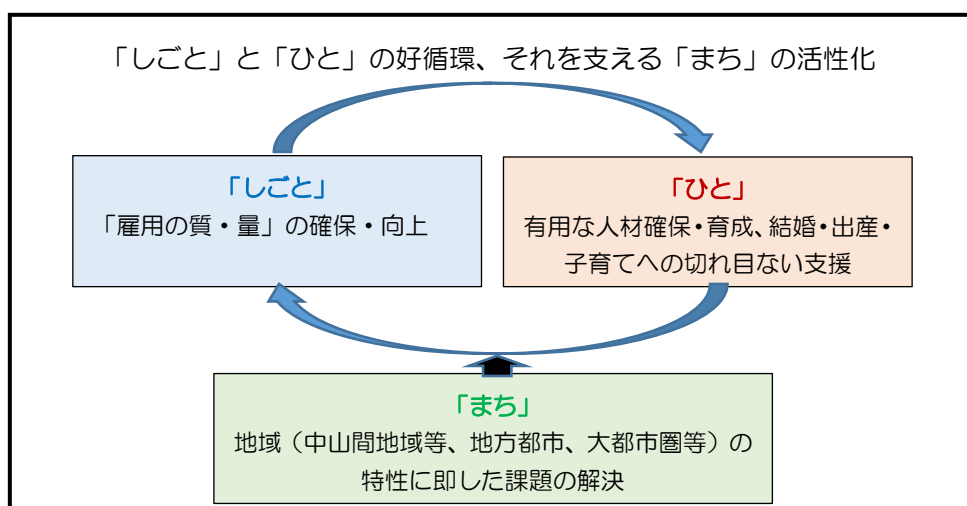 「しごと」と「ひと」の好循環、それを支える「まち」の活性化
「しごと」
「雇用の質・量」の確保・向上
「ひと」
有用な人材確保・育成、結婚・出産・
子育てへの切れ目ない支援
「まち」
地域（中山間地域等、地方都市、大都市圏等）の
特性に即した課題の解決